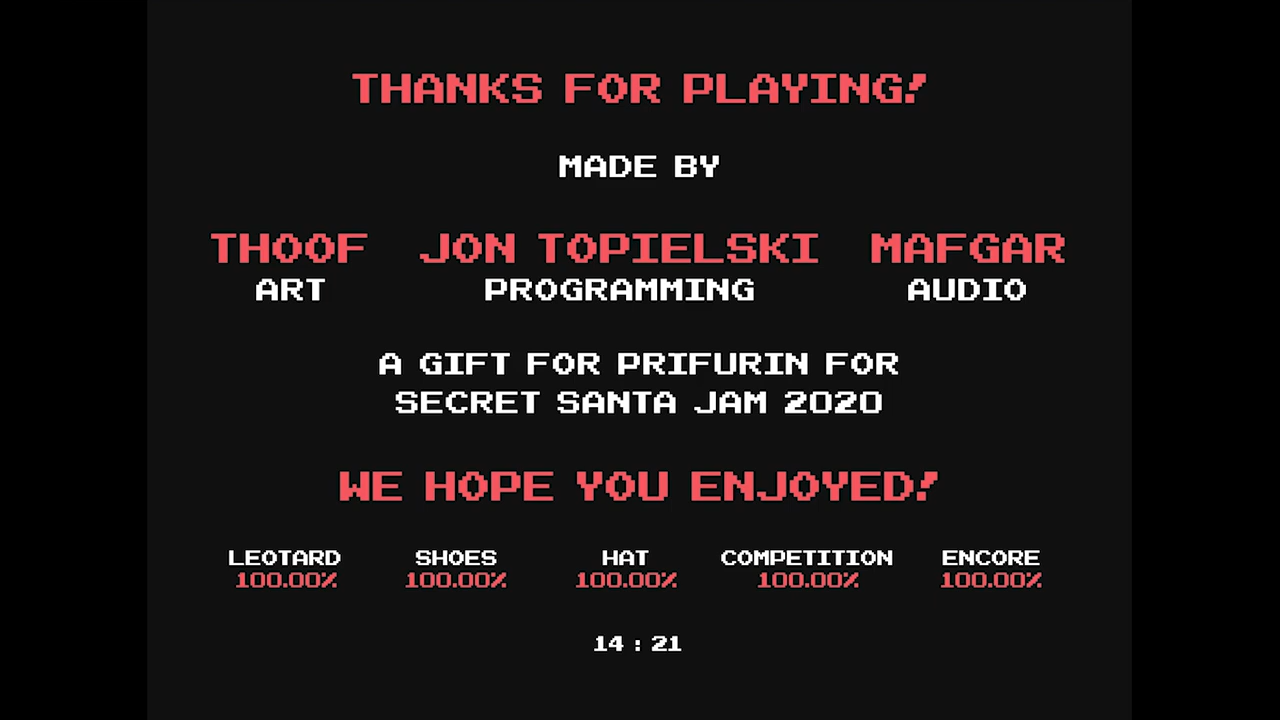 THANKS FOR PLAYING!
MADE BY
THOOF JON TOPIELSKI MAFGAR
ART PROGRAMMING AUDIO
A GIFT FOR PRIFURIN FOR
SECRET SANTA JAM 2020
WE HOPE YOU ENJOYED!
LEOTARD SHOES HAT COMPETITION ENCORE
100.00% 100.00% 100.00% 100.00% 100.00%
14 : 21